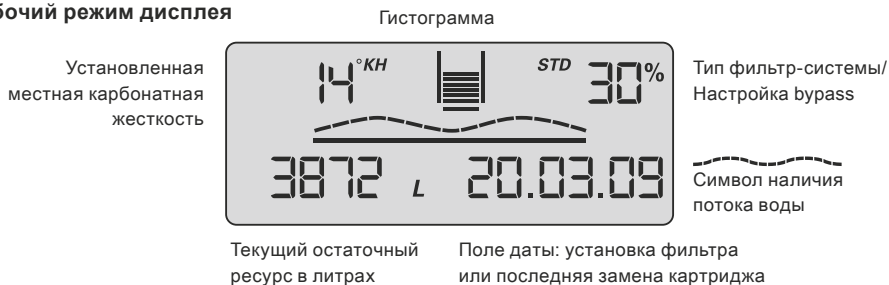 бочий режим дисплея
Гистограмма
Установленная
местная карбонатная
жесткость
14°KH
STD 30%
Тип фильтр-системы/
Настройка bypass
3872 L 20.03.09
Символ наличия
потока воды
Текущий остаточный
ресурс в литрах
Поле даты: установка фильтра
или последняя замена картриджа